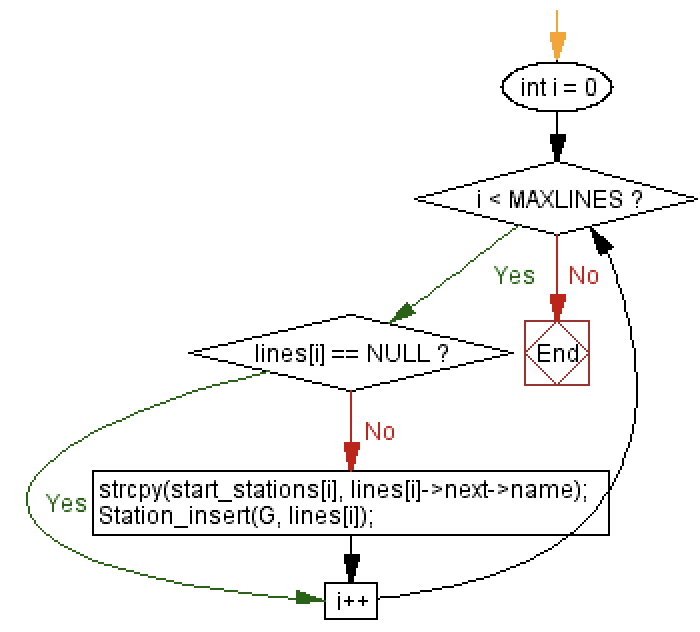 int i = 0
i < MAXLINES ?
Yes
No
lines[i] == NULL ?
End
No
Yes
strcpy(start_stations[i], lines[i]->next->name);
Station_insert(G, lines[i]);
i++